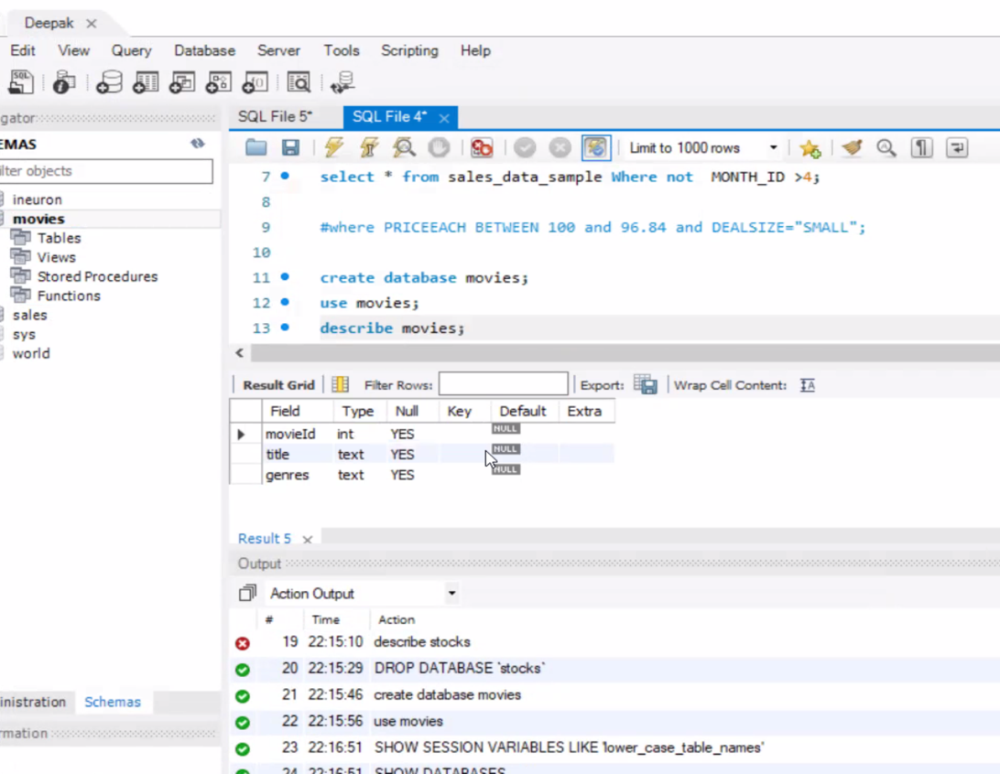 Deepak
Edit View Query Database Server Tools Scripting Help
SQL
gator
SQL File 5* SQL File 4*
EMAS
Limit to 1000 rows
ilter objects
7 select * from sales_data_sample Where not MONTH_ID >4;
ineuron
8
movies
9 #where PRICEEACH BETWEEN 100 and 96.84 and DEALSIZE="SMALL";
Tables
10
Views
Stored Procedures
11 create database movies;
Functions
12 use movies;
sales
13 describe movies;
sys
world
Result Grid Filter Rows: Export: Wrap Cell Content: IA
Field Type Null Key Default Extra
movieId int YES NULL
title text YES NULL
genres text YES NULL
Result 5
Output
Action Output
# Time Action
19 22:15:10 describe stocks
20 22:15:29 DROP DATABASE `stocks`
21 22:15:46 create database movies
inistration Schemas
22 22:15:56 use movies
rmation
23 22:16:51 SHOW SESSION VARIABLES LIKE 'lower_case_table_names'
24 22:16:51 SHOW DATABASES